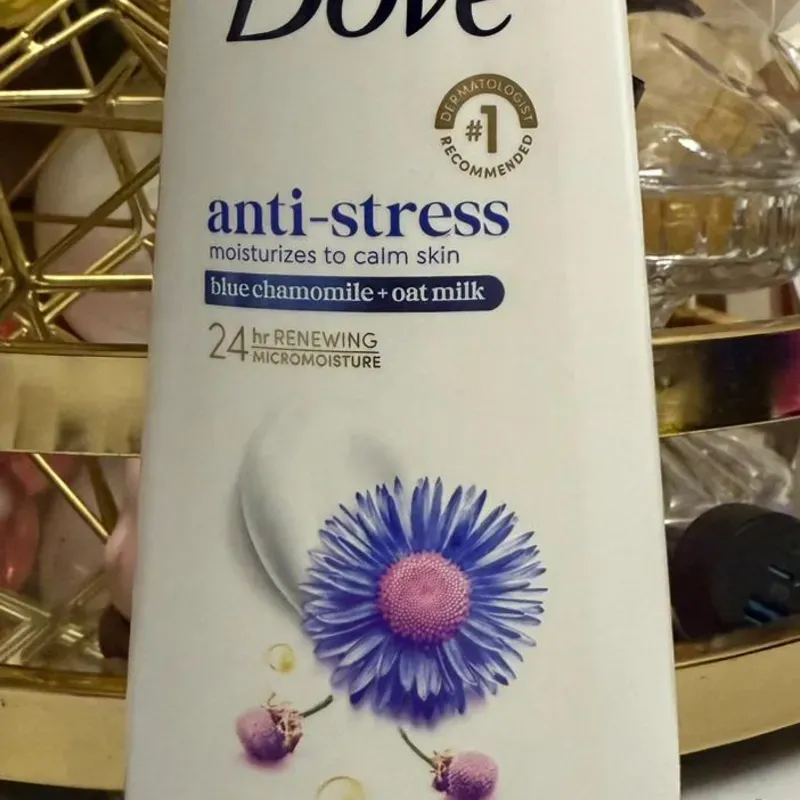 Dove
DERMATOLOGIST
#1
RECOMMENDED
anti-stress
moisturizes to calm skin
blue chamomile + oat milk
24 hr RENEWING
MICROMOISTURE